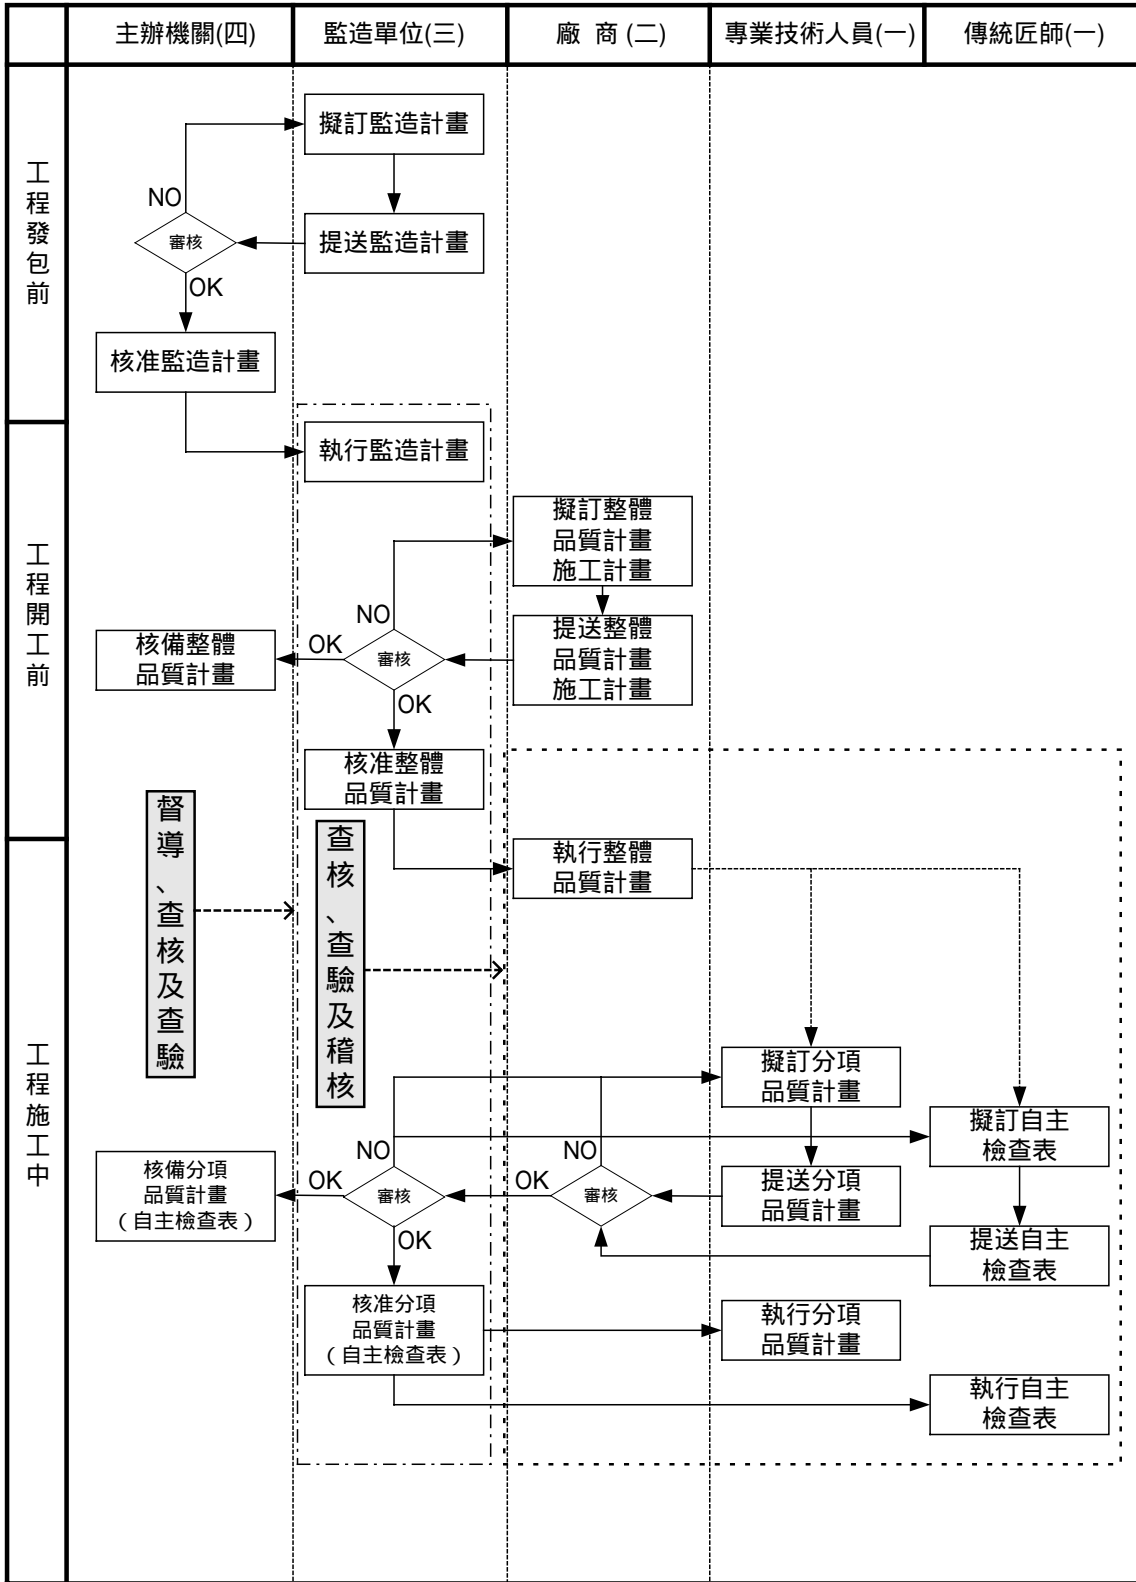 主辦機關(四)
監造單位(三)
廠 商 (二)
專業技術人員(一)
傳統匠師(一)
工程發包前
擬訂監造計畫
NO
審核
提送監造計畫
OK
核准監造計畫
工程開工前
執行監造計畫
擬訂整體
品質計畫
施工計畫
NO
提送整體
品質計畫
施工計畫
審核
OK
核備整體
品質計畫
OK
核准整體
品質計畫
工程施工中
督導、查核及查驗
查核、查驗及稽核
執行整體
品質計畫
擬訂分項
品質計畫
擬訂自主
檢查表
NO
NO
提送分項
品質計畫
審核
OK
審核
OK
核備分項
品質計畫
（自主檢查表）
提送自主
檢查表
OK
核准分項
品質計畫
（自主檢查表）
執行分項
品質計畫
執行自主
檢查表